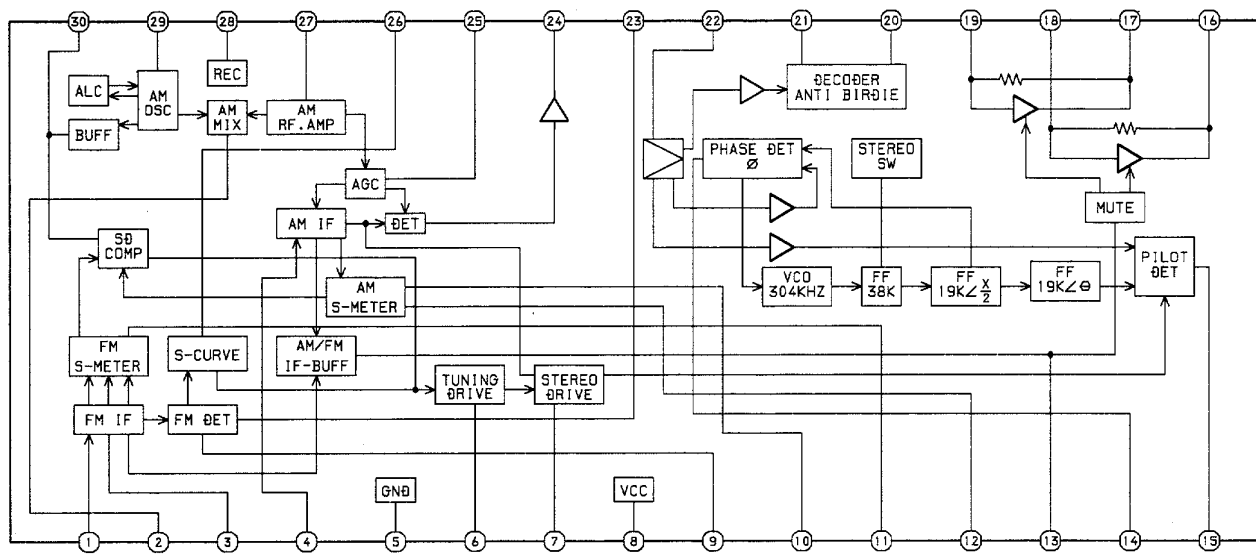 30 29 28 27 26 25 24 23 22 21 20 19 18 17 16
ALC
AM
OSC
REC
BUFF
AM
MIX
AM
RF.AMP
DECODER
ANTI BIRDIE
PHASE DET
Ø
STEREO
SW
AGC
MUTE
AM IF
DET
SD
COMP
PILOT
DET
VCO
304KHZ
FF
38K
FF
19K∠X/2
FF
19K∠θ
AM
S-METER
FM
S-METER
S-CURVE
AM/FM
IF-BUFF
TUNING
DRIVE
STEREO
DRIVE
FM IF
FM DET
GND
VCC
1 2 3 4 5 6 7 8 9 10 11 12 13 14 15